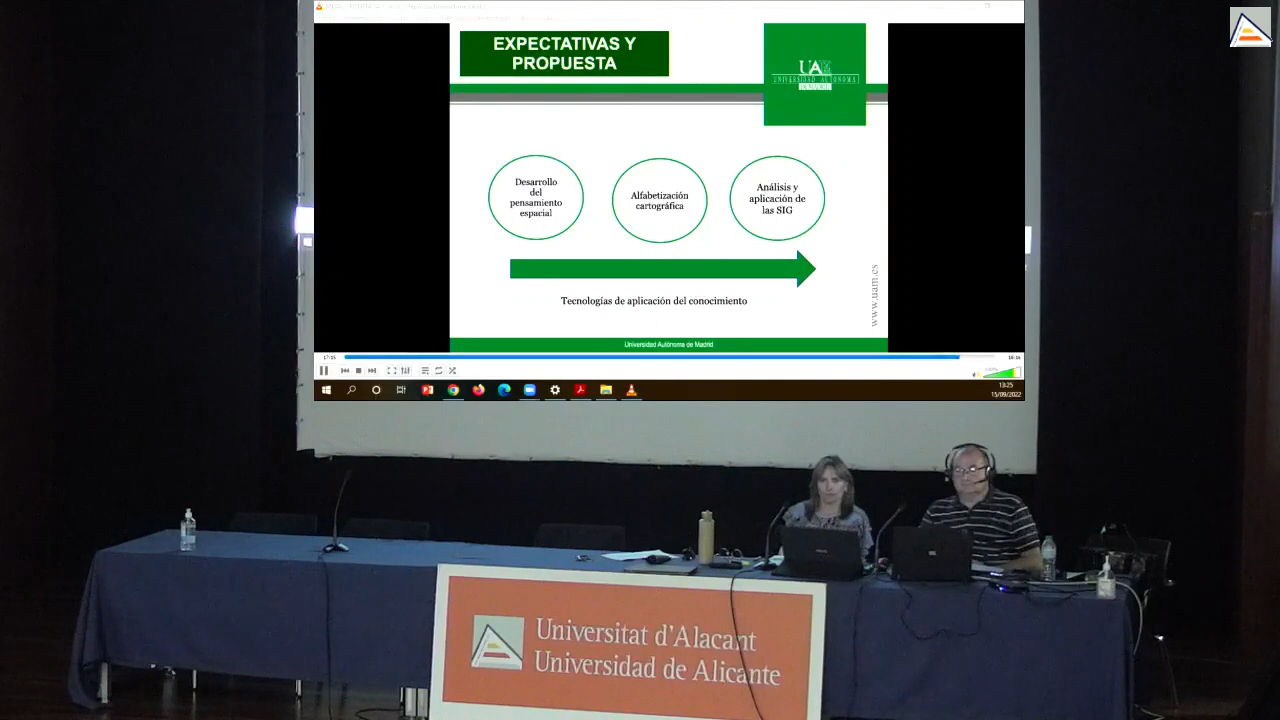 EXPECTATIVAS Y
PROPUESTA
UAM
UNIVERSIDAD AUTONOMA
DE MADRID
Desarrollo
del
pensamiento
espacial
Alfabetización
cartográfica
Análisis y
aplicación de
las SIG
Tecnologías de aplicación del conocimiento
www.uam.es
Universidad Autónoma de Madrid
13:25
15/09/2022
Universitat d'Alacant
Universidad de Alicante